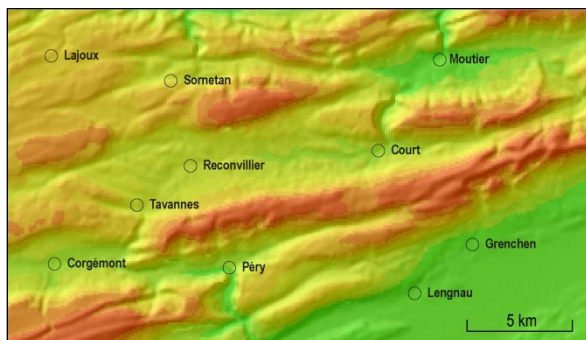 Lajoux
Moutier
Sornetan
Court
Reconvillier
Tavannes
Grenchen
Corgémont
Péry
Lengnau
5 km